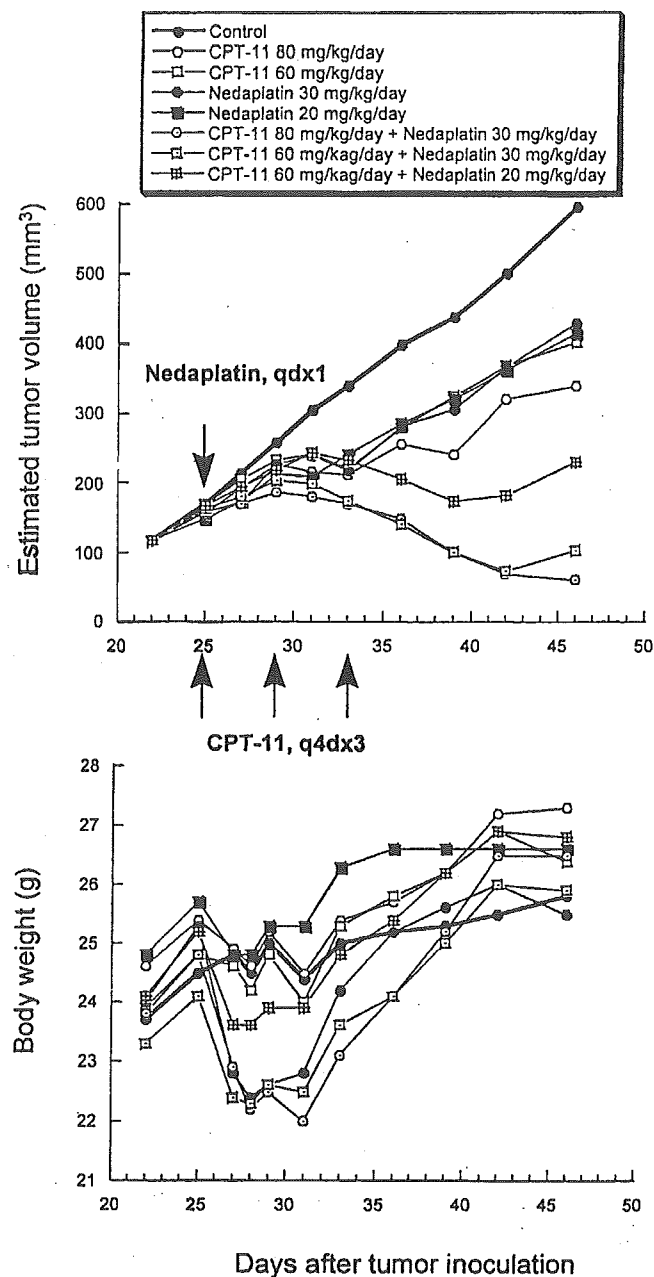 Control
CPT-11 80 mg/kg/day
CPT-11 60 mg/kg/day
Nedaplatin 30 mg/kg/day
Nedaplatin 20 mg/kg/day
CPT-11 80 mg/kg/day + Nedaplatin 30 mg/kg/day
CPT-11 60 mg/kag/day + Nedaplatin 30 mg/kg/day
CPT-11 60 mg/kag/day + Nedaplatin 20 mg/kg/day
Estimated tumor volume (mm³)
600
500
400
300
200
100
0
Nedaplatin, qdx1
20 25 30 35 40 45 50
CPT-11, q4dx3
Body weight (g)
28
27
26
25
24
23
22
21
20 25 30 35 40 45 50
Days after tumor inoculation